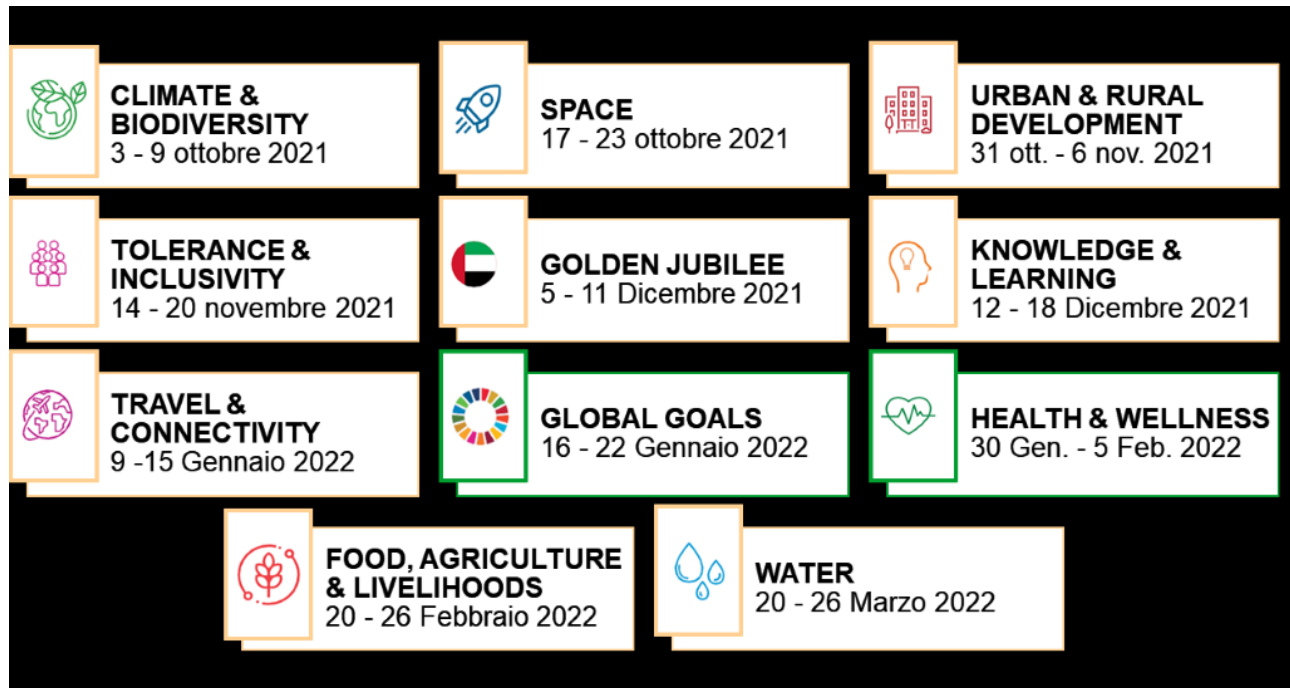 CLIMATE &
BIODIVERSITY
3 - 9 ottobre 2021
SPACE
17 - 23 ottobre 2021
URBAN & RURAL
DEVELOPMENT
31 ott. - 6 nov. 2021
TOLERANCE &
INCLUSIVITY
14 - 20 novembre 2021
GOLDEN JUBILEE
5 - 11 Dicembre 2021
KNOWLEDGE &
LEARNING
12 - 18 Dicembre 2021
TRAVEL &
CONNECTIVITY
9 -15 Gennaio 2022
GLOBAL GOALS
16 - 22 Gennaio 2022
HEALTH & WELLNESS
30 Gen. - 5 Feb. 2022
FOOD, AGRICULTURE
& LIVELIHOODS
20 - 26 Febbraio 2022
WATER
20 - 26 Marzo 2022